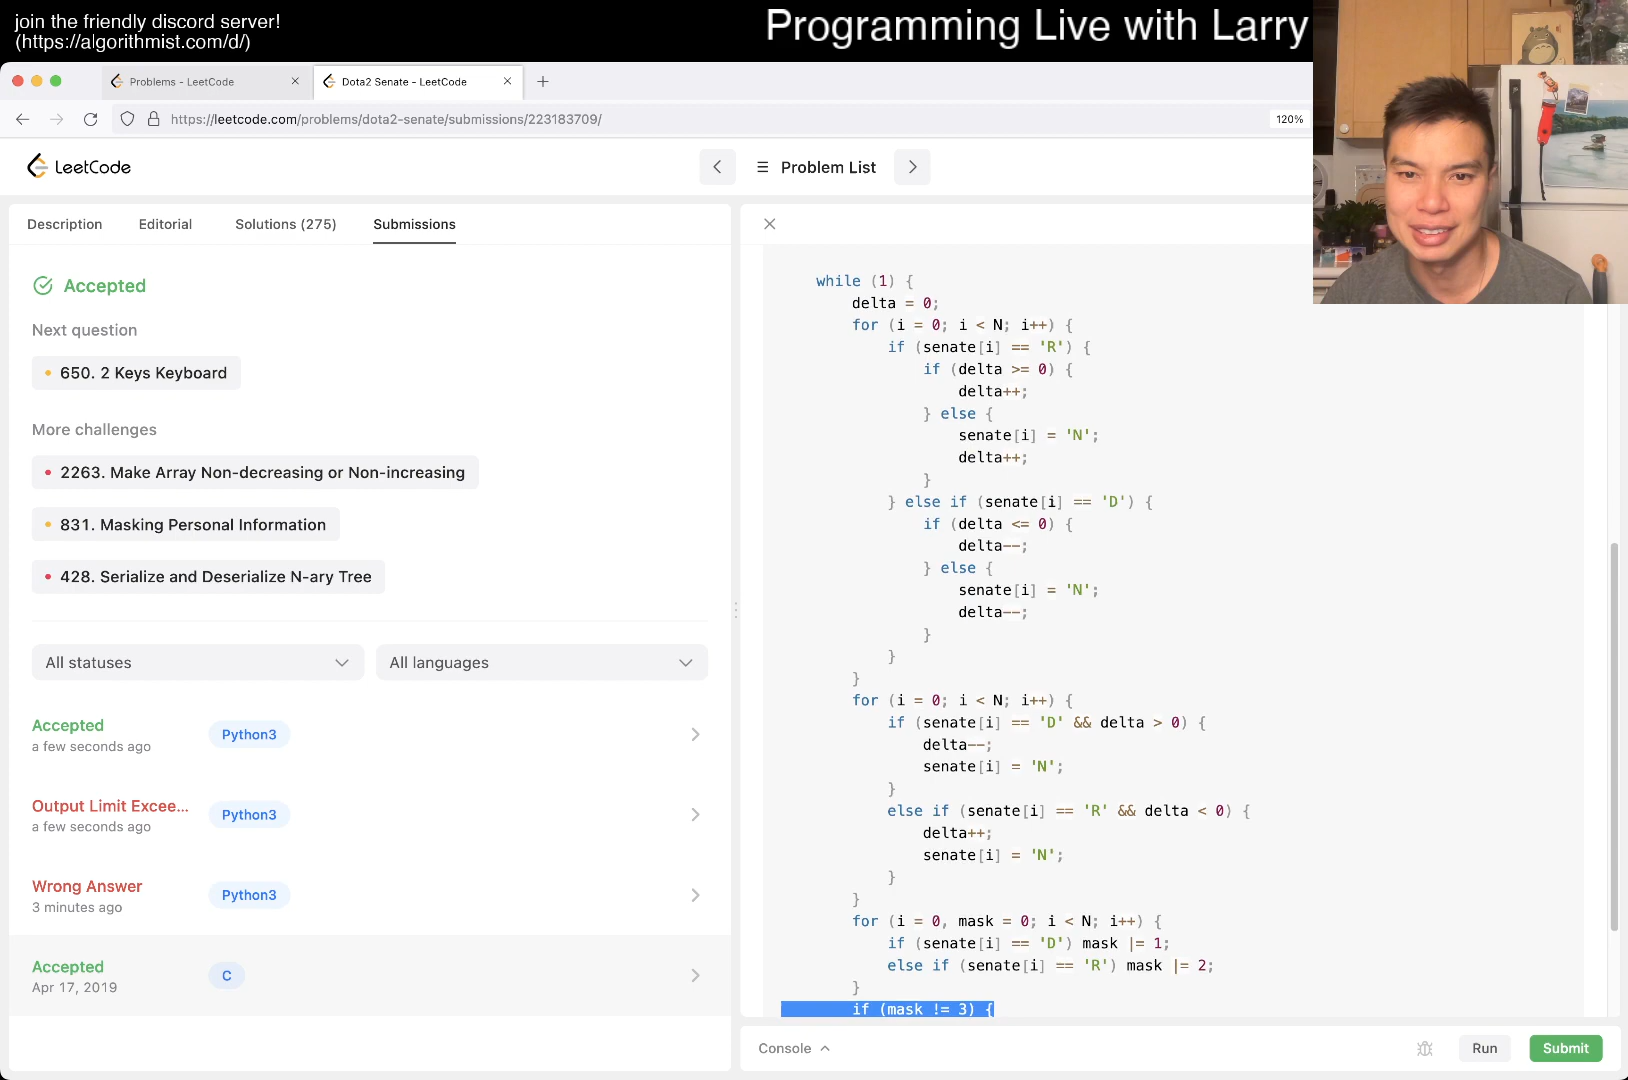 join the friendly discord server!
(https://algorithmist.com/d/)
Programming Live with Larry
Problems - LeetCode
Dota2 Senate - LeetCode
https://leetcode.com/problems/dota2-senate/submissions/223183709/
120%
LeetCode
Problem List
Description
Editorial
Solutions (275)
Submissions
Accepted
Next question
650. 2 Keys Keyboard
More challenges
2263. Make Array Non-decreasing or Non-increasing
831. Masking Personal Information
428. Serialize and Deserialize N-ary Tree
All statuses
All languages
Accepted
a few seconds ago
Python3
Output Limit Excee...
a few seconds ago
Python3
Wrong Answer
3 minutes ago
Python3
Accepted
Apr 17, 2019
C
while (1) {
delta = 0;
for (i = 0; i < N; i++) {
if (senate[i] == 'R') {
if (delta >= 0) {
delta++;
} else {
senate[i] = 'N';
delta++;
}
} else if (senate[i] == 'D') {
if (delta <= 0) {
delta--;
} else {
senate[i] = 'N';
delta--;
}
}
}
for (i = 0; i < N; i++) {
if (senate[i] == 'D' && delta > 0) {
delta--;
senate[i] = 'N';
}
else if (senate[i] == 'R' && delta < 0) {
delta++;
senate[i] = 'N';
}
}
for (i = 0, mask = 0; i < N; i++) {
if (senate[i] == 'D') mask |= 1;
else if (senate[i] == 'R') mask |= 2;
}
if (mask != 3) {
Console
Run
Submit